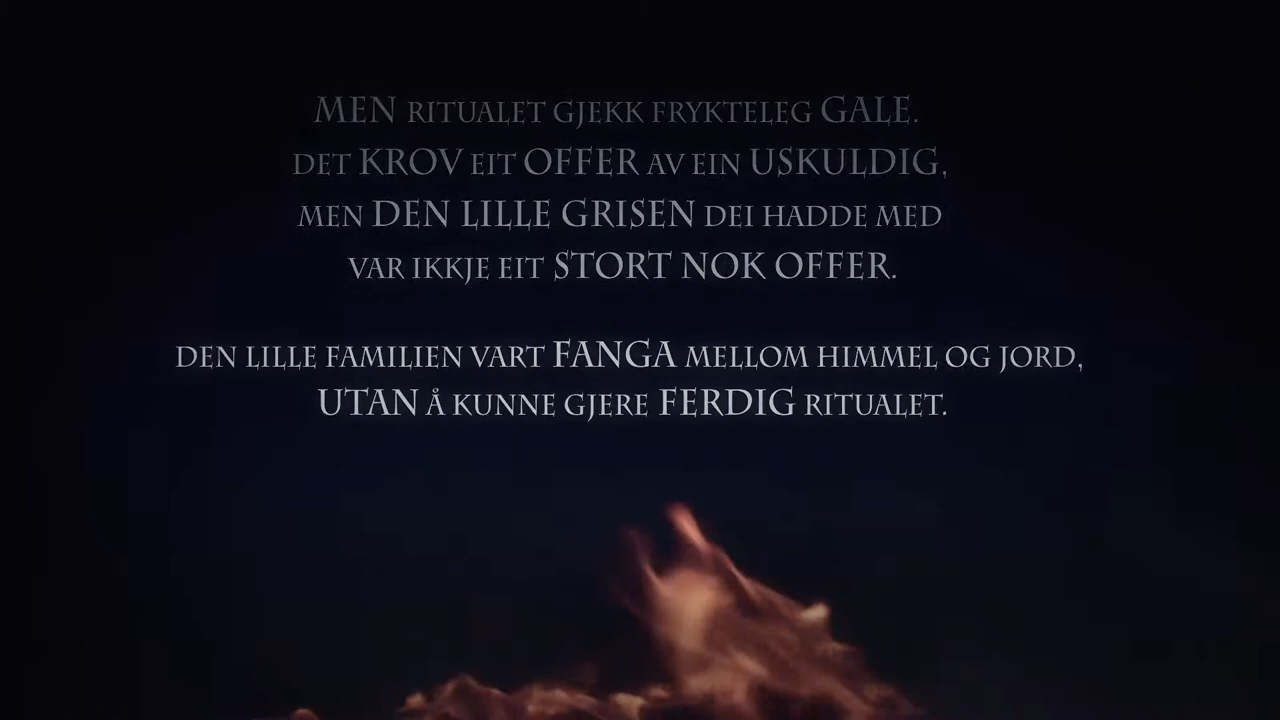 MEN RITUALET GJEKK FRYKTELEG GALE.
DET KROV EIT OFFER AV EIN USKULDIG,
MEN DEN LILLE GRISEN DEI HADDE MED
VAR IKKJE EIT STORT NOK OFFER.
DEN LILLE FAMILIEN VART FANGA MELLOM HIMMEL OG JORD,
UTAN Å KUNNE GJERE FERDIG RITUALET.